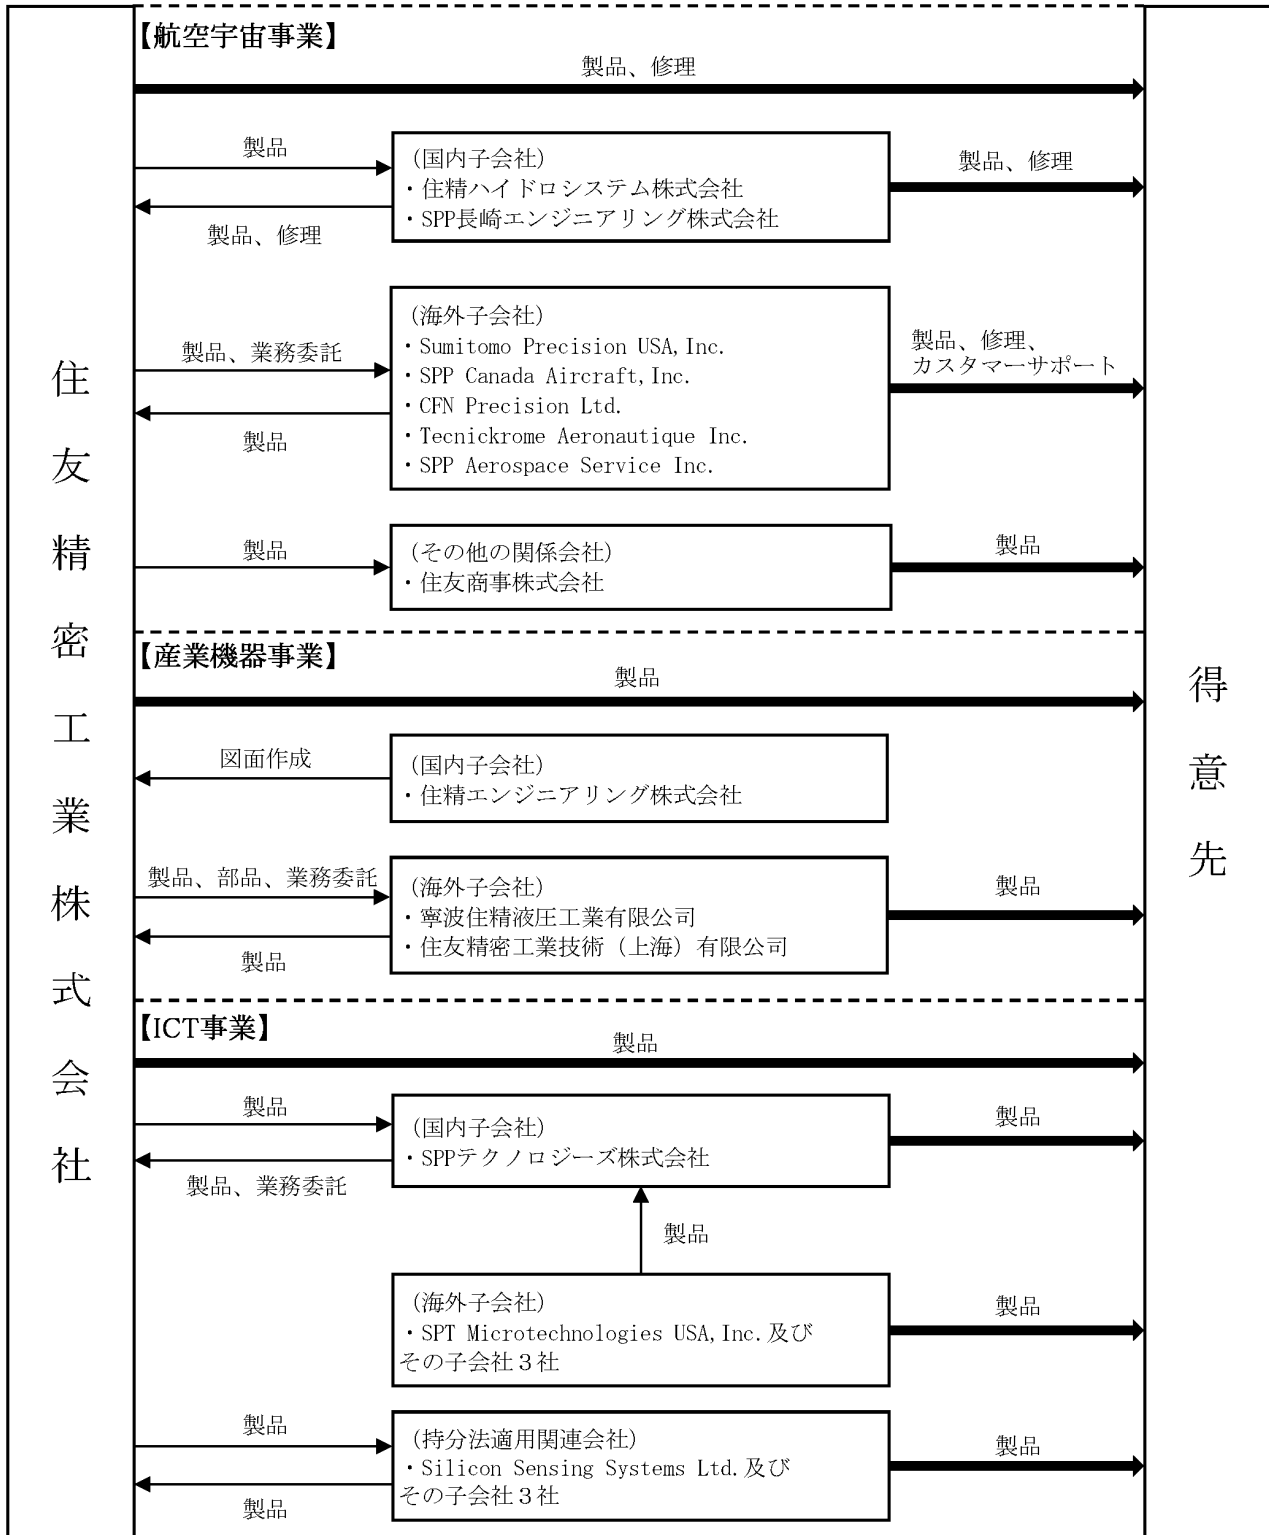 住友精密工業株式会社
【航空宇宙事業】
製品、修理
製品
(国内子会社)
・住精ハイドロシステム株式会社
・SPP長崎エンジニアリング株式会社
製品、修理
製品、修理
(海外子会社)
・Sumitomo Precision USA,Inc.
・SPP Canada Aircraft,Inc.
・CFN Precision Ltd.
・Tecnickrome Aeronautique Inc.
・SPP Aerospace Service Inc.
製品、業務委託
製品
製品、修理、
カスタマーサポート
製品
(その他の関係会社)
・住友商事株式会社
製品
【産業機器事業】
製品
図面作成
(国内子会社)
・住精エンジニアリング株式会社
製品、部品、業務委託
製品
(海外子会社)
・寧波住精液圧工業有限公司
・住友精密工業技術（上海）有限公司
製品
【ICT事業】
製品
製品
(国内子会社)
・SPPテクノロジーズ株式会社
製品
製品、業務委託
製品
(海外子会社)
・SPT Microtechnologies USA,Inc.及び
その子会社３社
製品
製品
(持分法適用関連会社)
・Silicon Sensing Systems Ltd.及び
その子会社３社
製品
製品
得意先